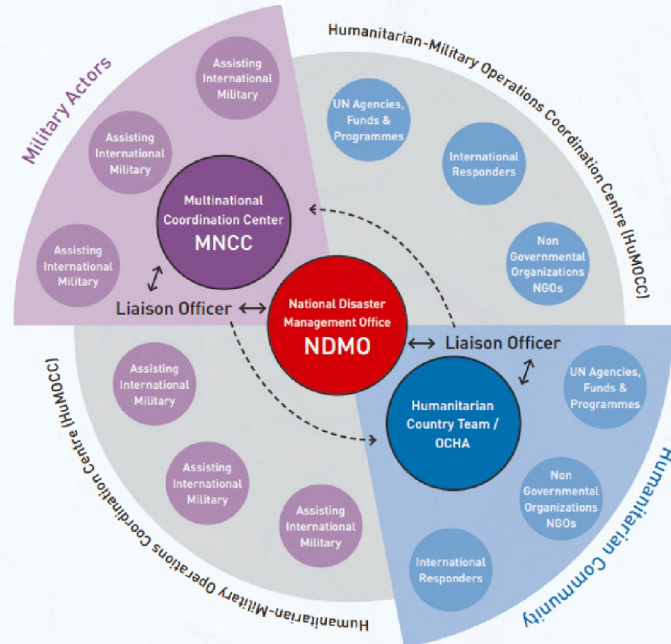 Military Actors
Humanitarian-Military Operations Coordination Centre (HuMOCC)
Assisting
International
Military
Assisting
International
Military
Assisting
International
Military
Multinational
Coordination Center
MNCC
UN Agencies,
Funds &
Programmes
International
Responders
Non
Governmental
Organizations
NGOs
Liaison Officer
National Disaster
Management Office
NDMO
Liaison Officer
Humanitarian
Country Team /
OCHA
UN Agencies,
Funds &
Programmes
Non
Governmental
Organizations
NGOs
International
Responders
Humanitarian Community
Assisting
International
Military
Assisting
International
Military
Assisting
International
Military
Humanitarian-Military Operations Coordination Centre (HuMOCC)